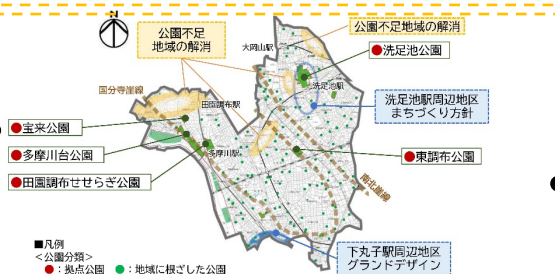 公園不足
地域の解消
公園不足地域の解消
大岡山駅
●洗足池公園
洗足池駅
国分寺崖線
田園調布駅
洗足池駅周辺地区
まちづくり方針
●宝来公園
●多摩川台公園
多摩川駅
●東調布公園
●田園調布せせらぎ公園
南北崖線
■凡例
<公園分類>
●：拠点公園 ●：地域に根ざした公園
下丸子駅周辺地区
グランドデザイン